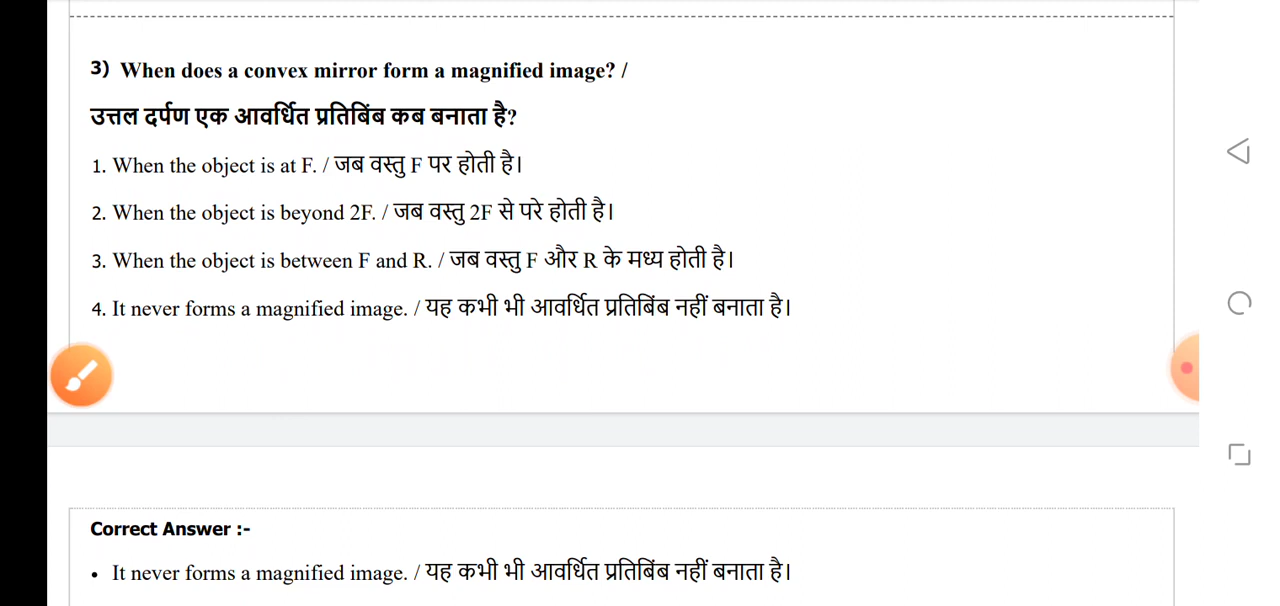 3) When does a convex mirror form a magnified image? /
उत्तल दर्पण एक आवर्धित प्रतिबिंब कब बनाता है?
1. When the object is at F. / जब वस्तु F पर होती है।
2. When the object is beyond 2F. / जब वस्तु 2F से परे होती है।
3. When the object is between F and R. / जब वस्तु F और R के मध्य होती है।
4. It never forms a magnified image. / यह कभी भी आवर्धित प्रतिबिंब नहीं बनाता है।
Correct Answer :-
• It never forms a magnified image. / यह कभी भी आवर्धित प्रतिबिंब नहीं बनाता है।